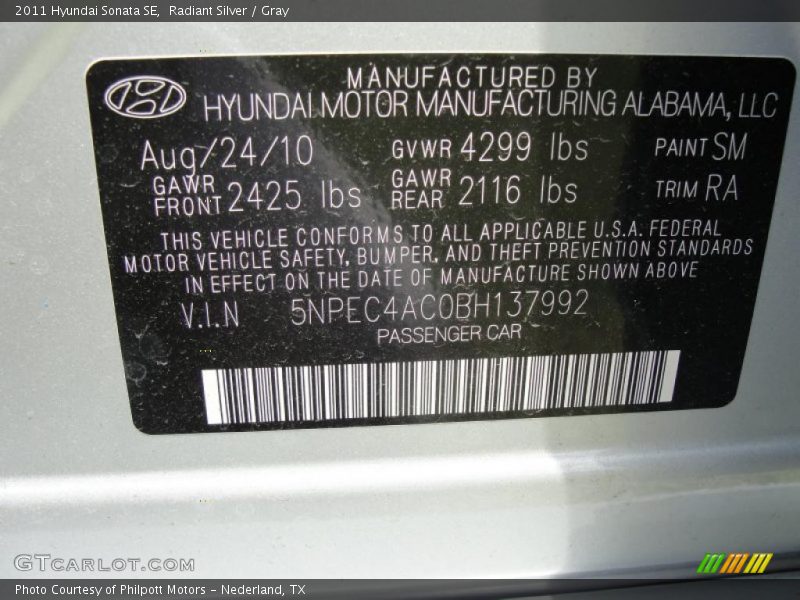 2011 Hyundai Sonata SE, Radiant Silver / Gray
MANUFACTURED BY
HYUNDAI MOTOR MANUFACTURING ALABAMA, LLC
Aug/24/10 GVWR 4299 lbs PAINT SM
GAWR FRONT 2425 lbs GAWR REAR 2116 lbs TRIM RA
THIS VEHICLE CONFORMS TO ALL APPLICABLE U.S.A. FEDERAL
MOTOR VEHICLE SAFETY, BUMPER, AND THEFT PREVENTION STANDARDS
IN EFFECT ON THE DATE OF MANUFACTURE SHOWN ABOVE
V.I.N 5NPEC4AC0BH137992
PASSENGER CAR
GTCARLOT.COM
Photo Courtesy of Philpott Motors - Nederland, TX